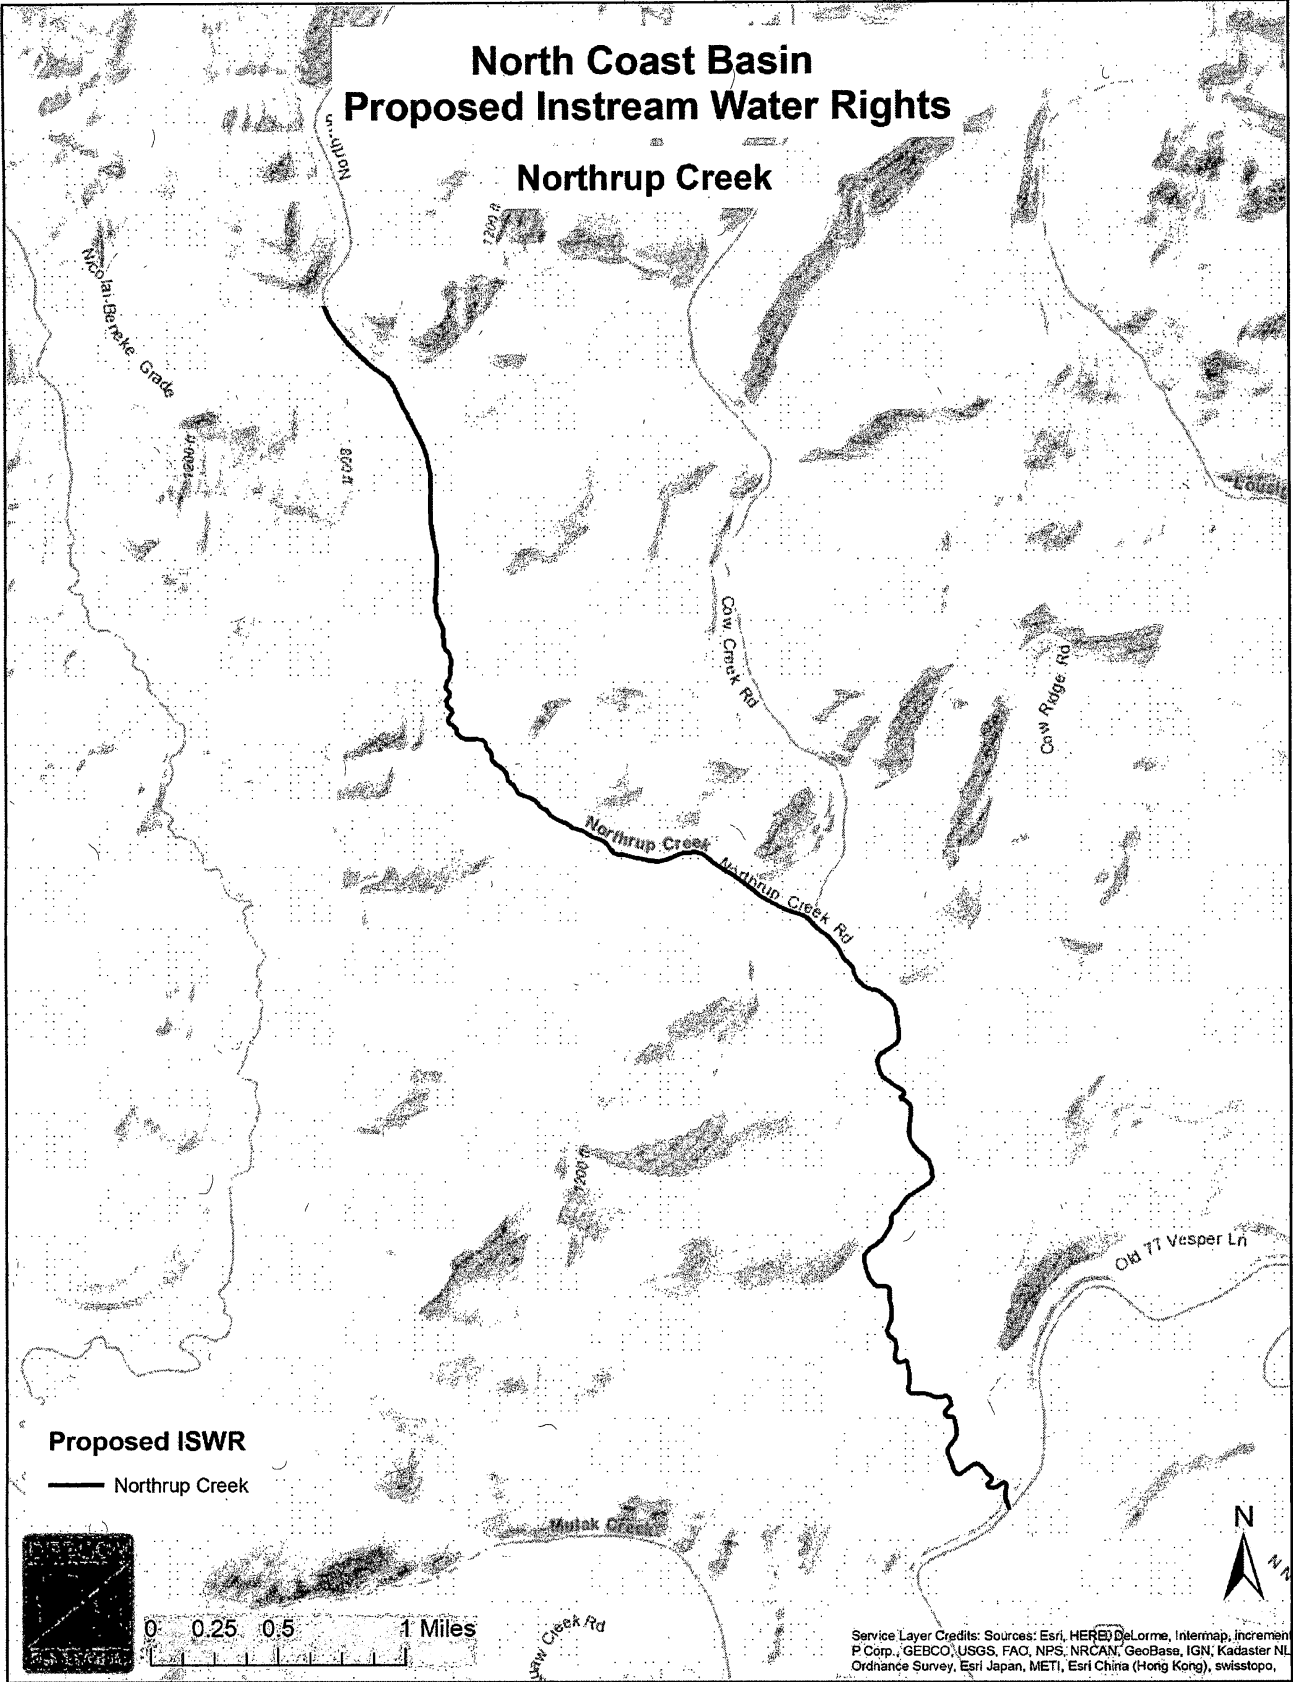 North Coast Basin
Proposed Instream Water Rights
Northrup Creek
North
1200 ft
Nicolai-Beneke Grade
1200 ft
800 ft
Cow Creek Rd
Cow Ridge Rd
Northrup Creek
Northrup Creek Rd
1200 ft
Old 77 Vesper Ln
Proposed ISWR
Northrup Creek
Mulak Creek
N
0 0.25 0.5 1 Miles
Creek Rd
Service Layer Credits: Sources: Esri, HERE, DeLorme, Intermap, increment
P Corp., GEBCO, USGS, FAO, NPS, NRCAN, GeoBase, IGN, Kadaster NL
Ordnance Survey, Esri Japan, METI, Esri China (Hong Kong), swisstopo,